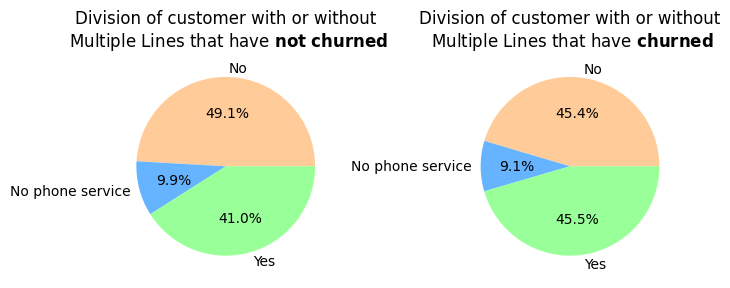 Division of customer with or without
Multiple Lines that have not churned
No
49.1%
9.9%
No phone service
41.0%
Yes
Division of customer with or without
Multiple Lines that have churned
No
45.4%
No phone service
9.1%
45.5%
Yes